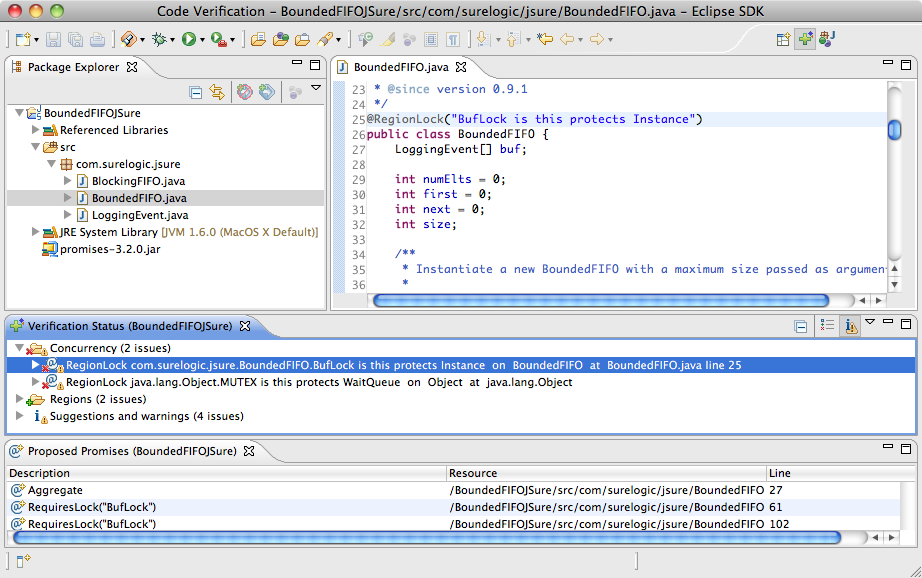 Code Verification – BoundedFIFOJSure/src/com/surelogic/jsure/BoundedFIFO.java – Eclipse SDK
Package Explorer
BoundedFIFOJSure
Referenced Libraries
src
com.surelogic.jsure
BlockingFIFO.java
BoundedFIFO.java
LoggingEvent.java
JRE System Library [JVM 1.6.0 (MacOS X Default)]
promises-3.2.0.jar
BoundedFIFO.java
23 * @since version 0.9.1
24 */
25 @RegionLock("BufLock is this protects Instance")
26 public class BoundedFIFO {
27 LoggingEvent[] buf;
28
29 int numElts = 0;
30 int first = 0;
31 int next = 0;
32 int size;
33
34 /**
35 * Instantiate a new BoundedFIFO with a maximum size passed as argumen
36 *
Verification Status (BoundedFIFOJSure)
Concurrency (2 issues)
RegionLock com.surelogic.jsure.BoundedFIFO.BufLock is this protects Instance on BoundedFIFO at BoundedFIFO.java line 25
RegionLock java.lang.Object.MUTEX is this protects WaitQueue on Object at java.lang.Object
Regions (2 issues)
Suggestions and warnings (4 issues)
Proposed Promises (BoundedFIFOJSure)
Description Resource Line
Aggregate /BoundedFIFOJSure/src/com/surelogic/jsure/BoundedFIFO 27
RequiresLock("BufLock") /BoundedFIFOJSure/src/com/surelogic/jsure/BoundedFIFO 61
RequiresLock("BufLock") /BoundedFIFOJSure/src/com/surelogic/jsure/BoundedFIFO 102